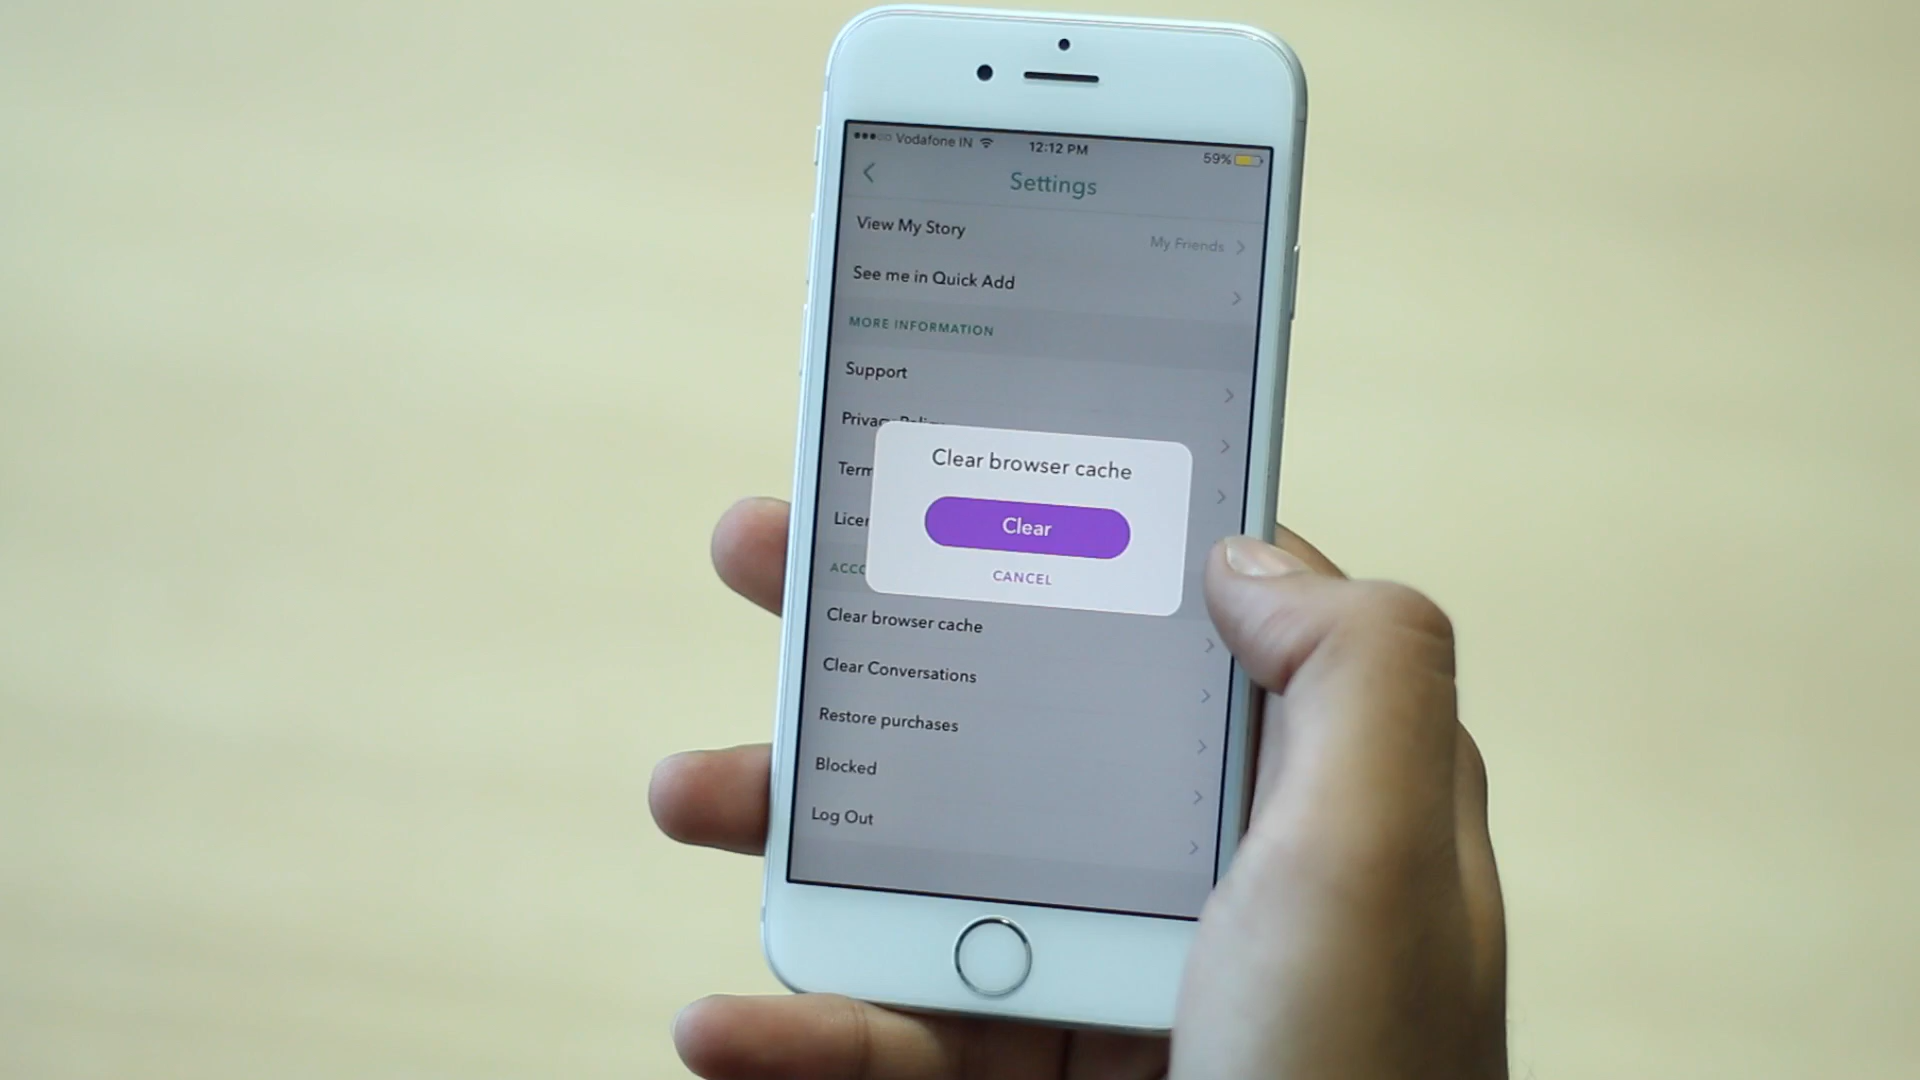 Vodafone IN 12:12 PM 59%
Settings
View My Story My Friends
See me in Quick Add
MORE INFORMATION
Support
Clear browser cache
Clear
CANCEL
Clear browser cache
Clear Conversations
Restore purchases
Blocked
Log Out